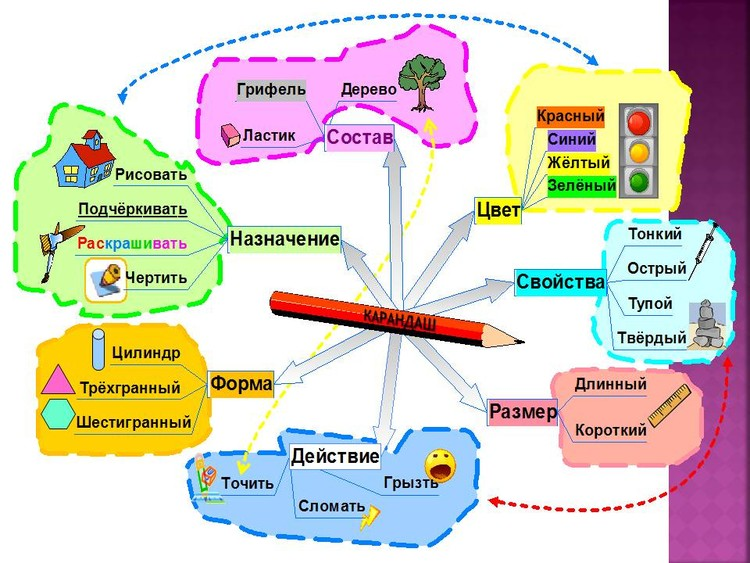 Грифель
Дерево
Ластик
Состав
Красный
Синий
Жёлтый
Зелёный
Цвет
Рисовать
Подчёркивать
Раскрашивать
Чертить
Назначение
Тонкий
Острый
Тупой
Твёрдый
Свойства
КАРАНДАШ
Цилиндр
Трёхгранный
Шестигранный
Форма
Длинный
Короткий
Размер
Действие
Точить
Сломать
Грызть